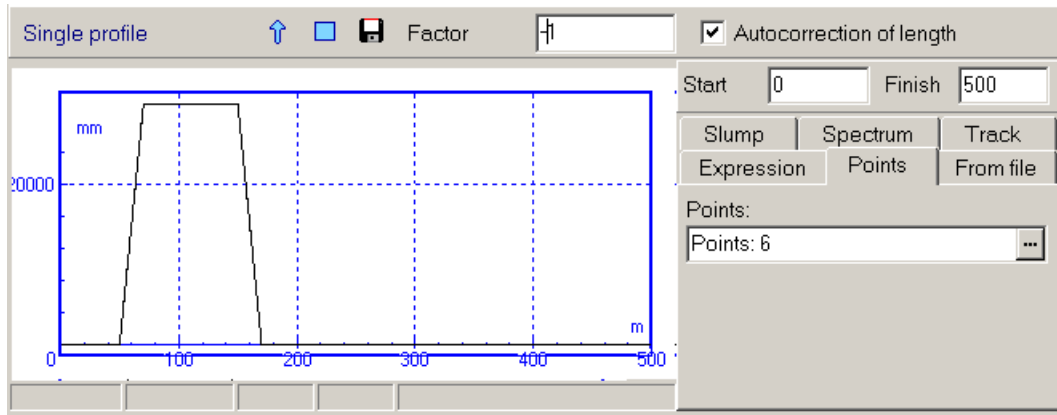 Single profile Factor 1 Autocorrection of length
Start 0 Finish 500
Slump Spectrum Track
Expression Points From file
Points:
Points: 6 ...
mm
20000
m
0 100 200 300 400 500